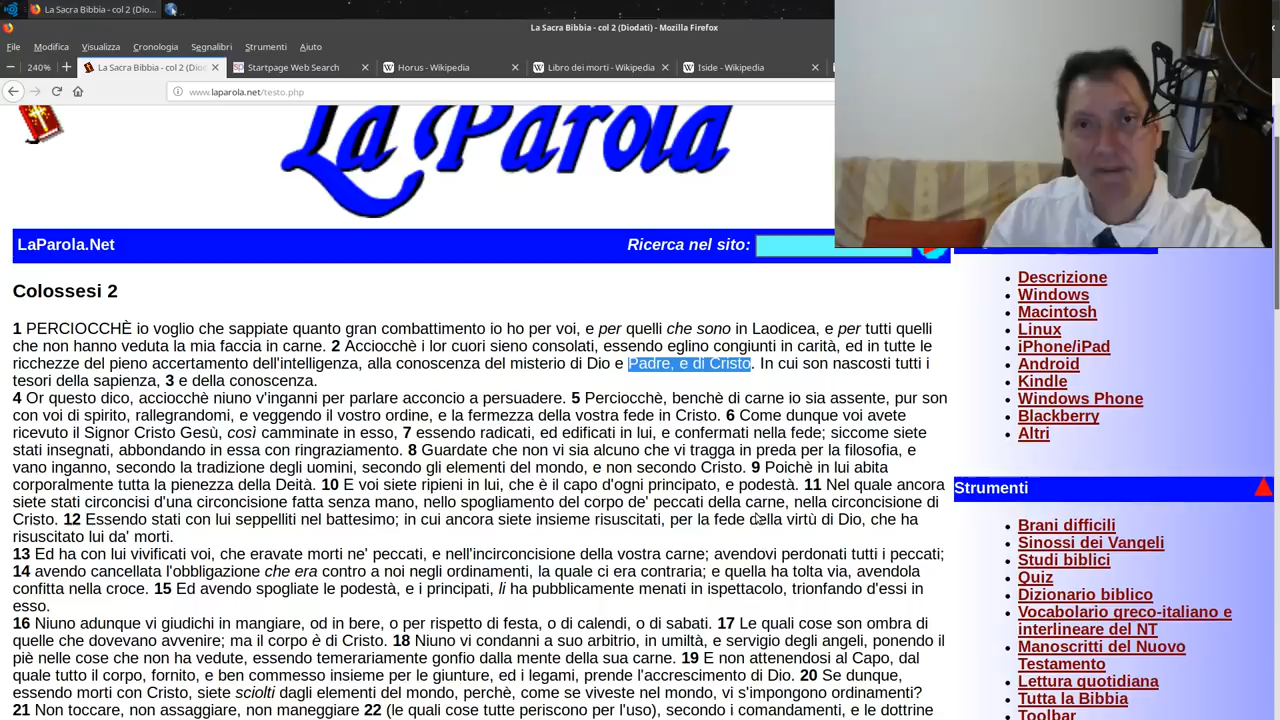 La Sacra Bibbia - col 2 (Dio...
La Sacra Bibbia - col 2 (Diodati) - Mozilla Firefox
File Modifica Visualizza Cronologia Segnalibri Strumenti Aiuto
240% La Sacra Bibbia - col 2 (Diod Startpage Web Search Horus - Wikipedia Libro dei morti - Wikipedia Iside - Wikipedia
www.laparola.net/testo.php
La Parola
LaParola.Net Ricerca nel sito:
Colossesi 2
1 PERCIOCCHÈ io voglio che sappiate quanto gran combattimento io ho per voi, e per quelli che sono in Laodicea, e per tutti quelli
che non hanno veduta la mia faccia in carne. 2 Acciocchè i lor cuori sieno consolati, essendo eglino congiunti in carità, ed in tutte le
ricchezze del pieno accertamento dell'intelligenza, alla conoscenza del misterio di Dio e Padre, e di Cristo. In cui son nascosti tutti i
tesori della sapienza, 3 e della conoscenza.
4 Or questo dico, acciocchè niuno v'inganni per parlare acconcio a persuadere. 5 Perciocchè, benchè di carne io sia assente, pur son
con voi di spirito, rallegrandomi, e veggendo il vostro ordine, e la fermezza della vostra fede in Cristo. 6 Come dunque voi avete
ricevuto il Signor Cristo Gesù, così camminate in esso, 7 essendo radicati, ed edificati in lui, e confermati nella fede; siccome siete
stati insegnati, abbondando in essa con ringraziamento. 8 Guardate che non vi sia alcuno che vi tragga in preda per la filosofia, e
vano inganno, secondo la tradizione degli uomini, secondo gli elementi del mondo, e non secondo Cristo. 9 Poichè in lui abita
corporalmente tutta la pienezza della Deità. 10 E voi siete ripieni in lui, che è il capo d'ogni principato, e podestà. 11 Nel quale ancora
siete stati circoncisi d'una circoncisione fatta senza mano, nello spogliamento del corpo de' peccati della carne, nella circoncisione di
Cristo. 12 Essendo stati con lui seppelliti nel battesimo; in cui ancora siete insieme risuscitati, per la fede della virtù di Dio, che ha
risuscitato lui da' morti.
13 Ed ha con lui vivificati voi, che eravate morti ne' peccati, e nell'incirconcisione della vostra carne; avendovi perdonati tutti i peccati;
14 avendo cancellata l'obbligazione che era contro a noi negli ordinamenti, la quale ci era contraria; e quella ha tolta via, avendola
confitta nella croce. 15 Ed avendo spogliate le podestà, e i principati, li ha pubblicamente menati in ispettacolo, trionfando d'essi in
esso.
16 Niuno adunque vi giudichi in mangiare, od in bere, o per rispetto di festa, o di calendi, o di sabati. 17 Le quali cose son ombra di
quelle che dovevano avvenire; ma il corpo è di Cristo. 18 Niuno vi condanni a suo arbitrio, in umiltà, e servigio degli angeli, ponendo il
piè nelle cose che non ha vedute, essendo temerariamente gonfio dalla mente della sua carne. 19 E non attenendosi al Capo, dal
quale tutto il corpo, fornito, e ben commesso insieme per le giunture, ed i legami, prende l'accrescimento di Dio. 20 Se dunque,
essendo morti con Cristo, siete sciolti dagli elementi del mondo, perchè, come se viveste nel mondo, vi s'impongono ordinamenti?
21 Non toccare, non assaggiare, non maneggiare 22 (le quali cose tutte periscono per l'uso), secondo i comandamenti, e le dottrine
Descrizione
Windows
Macintosh
Linux
iPhone/iPad
Android
Kindle
Windows Phone
Blackberry
Altri
Strumenti
Brani difficili
Sinossi dei Vangeli
Studi biblici
Quiz
Dizionario biblico
Vocabolario greco-italiano e
interlineare del NT
Manoscritti del Nuovo
Testamento
Lettura quotidiana
Tutta la Bibbia
Toolbar